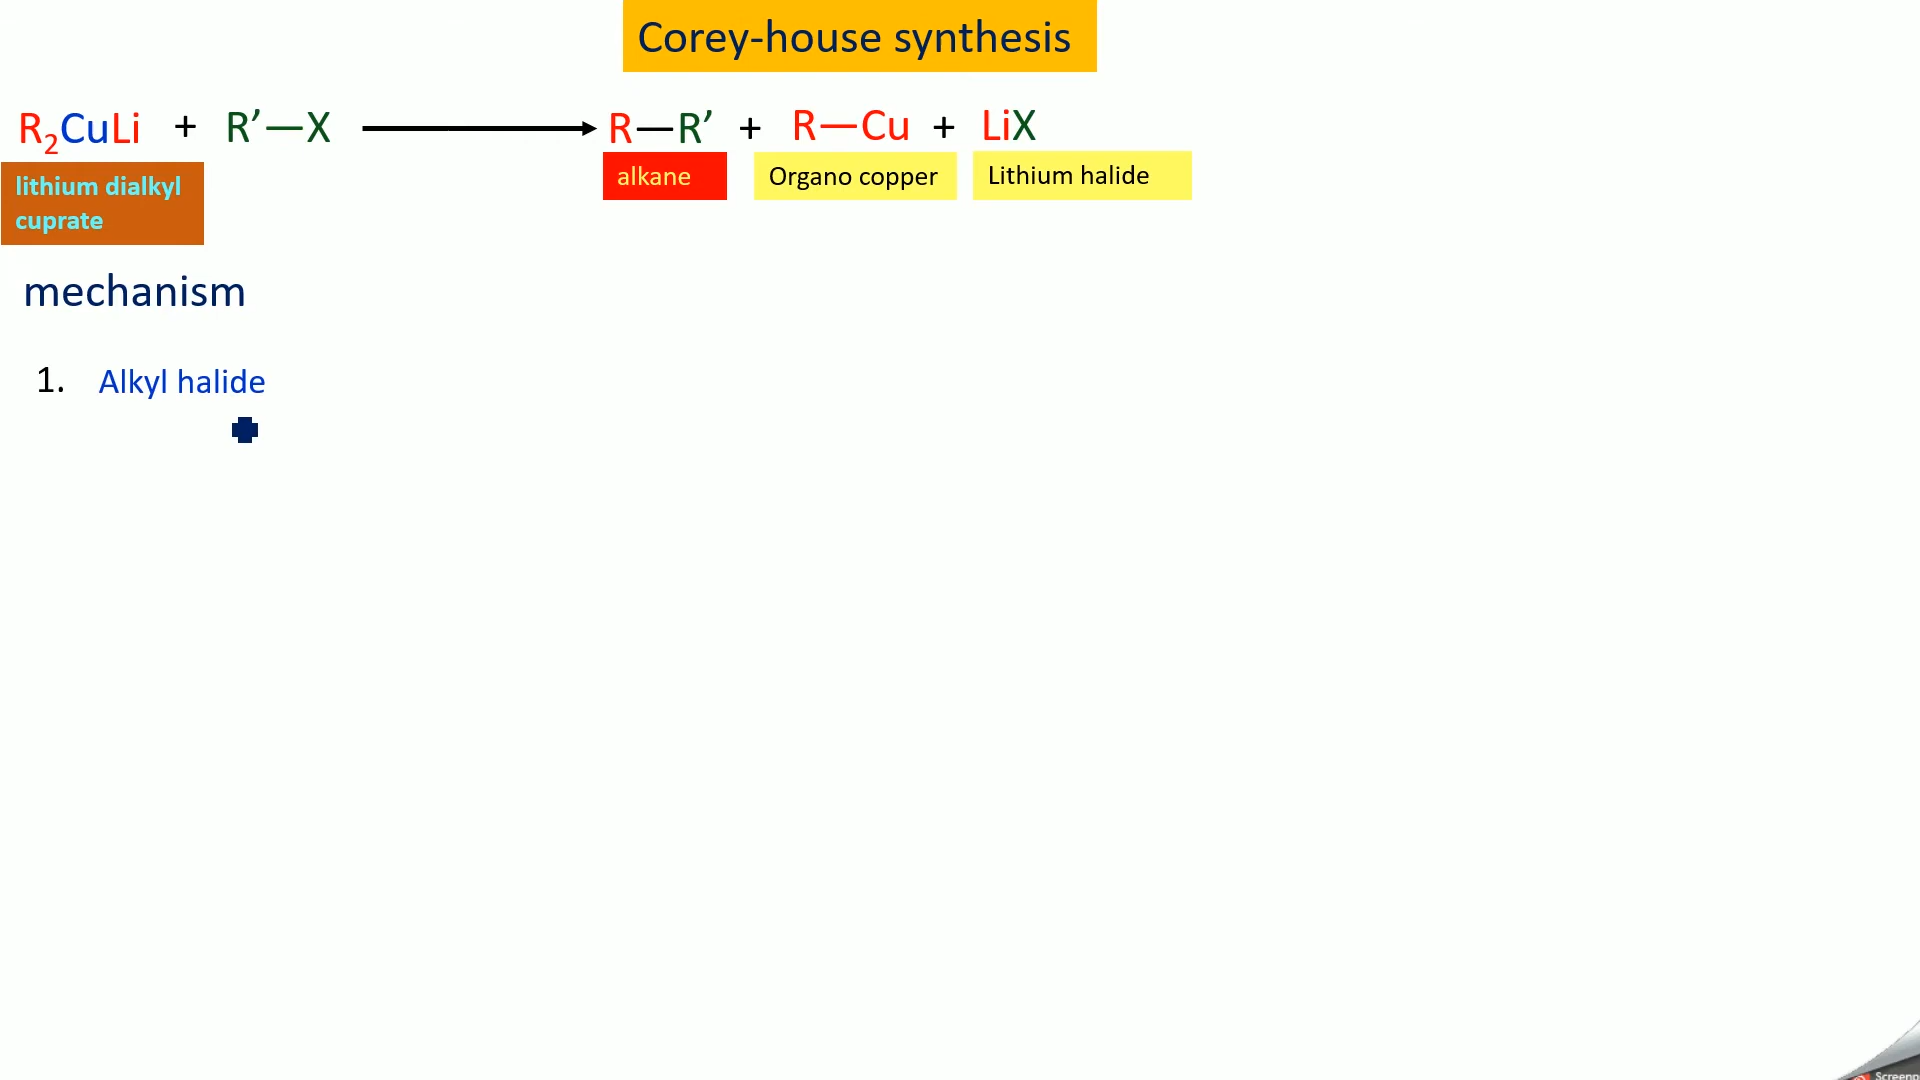 Corey-house synthesis
R₂CuLi + R’—X ⟶ R—R’ + R—Cu + LiX
lithium dialkyl
cuprate
alkane
Organo copper
Lithium halide
mechanism
1. Alkyl halide